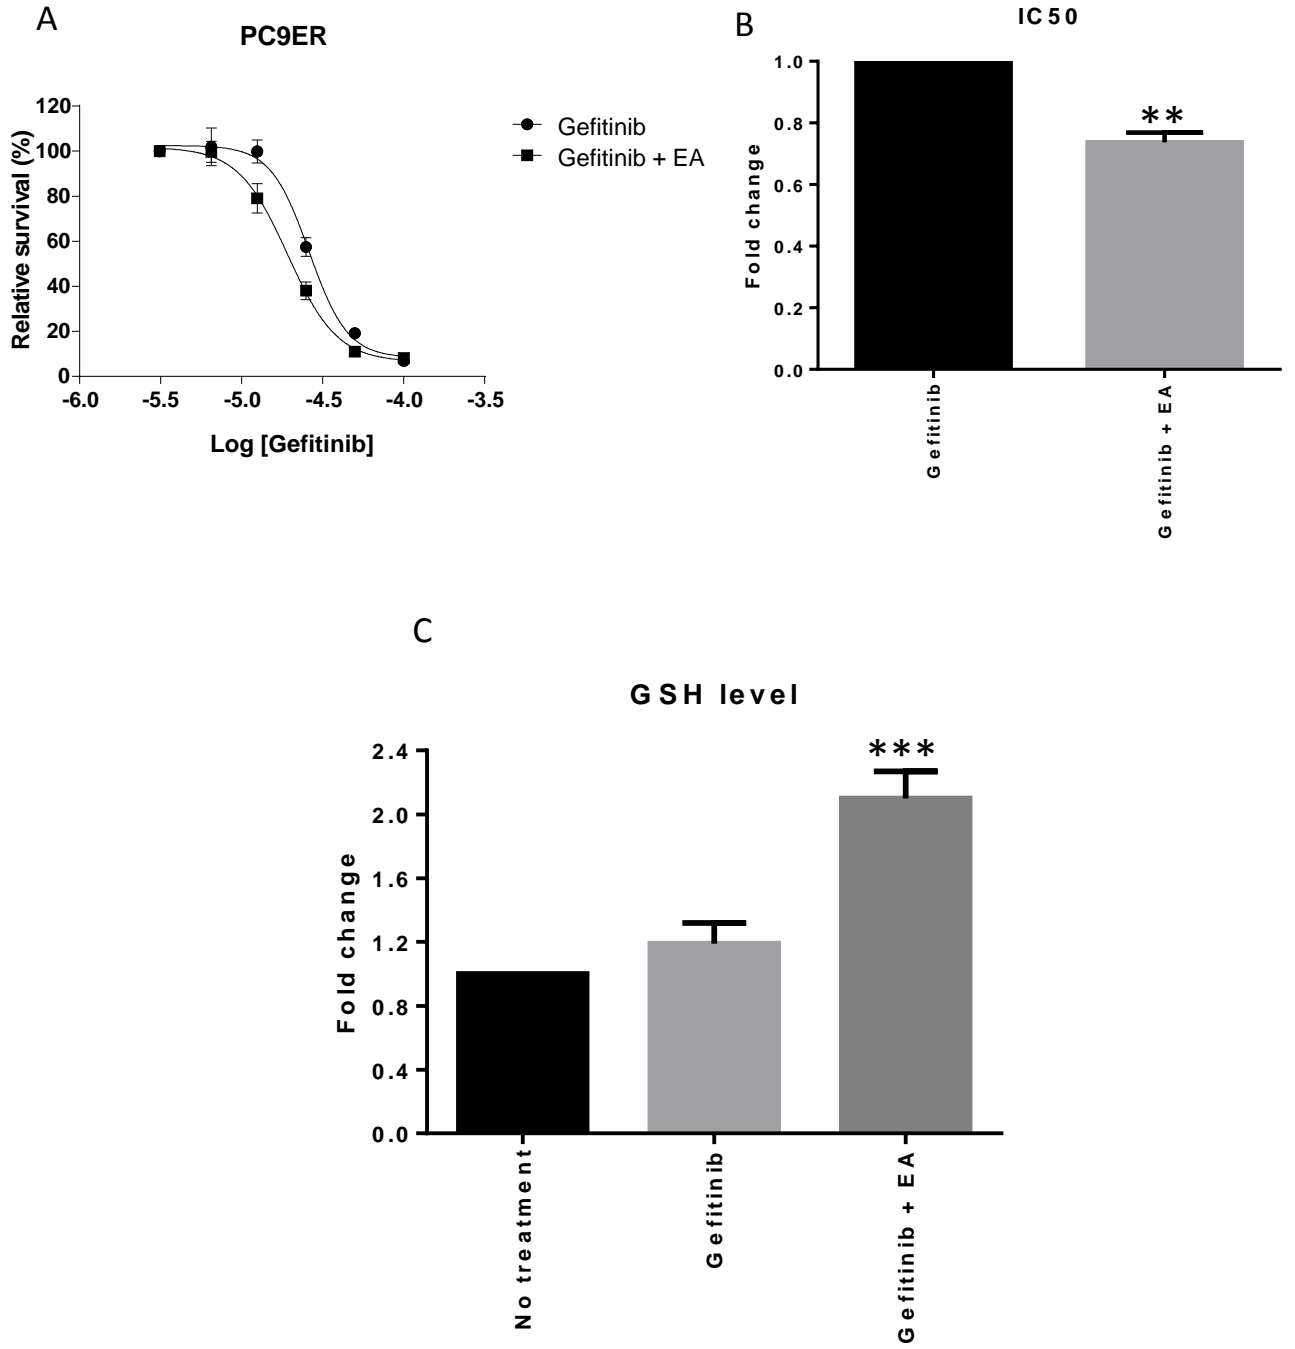 A
PC9ER
Relative survival (%)
120
100
80
60
40
20
0
-6.0 -5.5 -5.0 -4.5 -4.0 -3.5
Log [Gefitinib]
Gefitinib
Gefitinib + EA
B
IC50
Fold change
1.0
0.8
0.6
0.4
0.2
0.0
**
Gefitinib
Gefitinib + EA
C
GSH level
Fold change
2.4
2.0
1.6
1.2
0.8
0.4
0.0
***
No treatment
Gefitinib
Gefitinib + EA